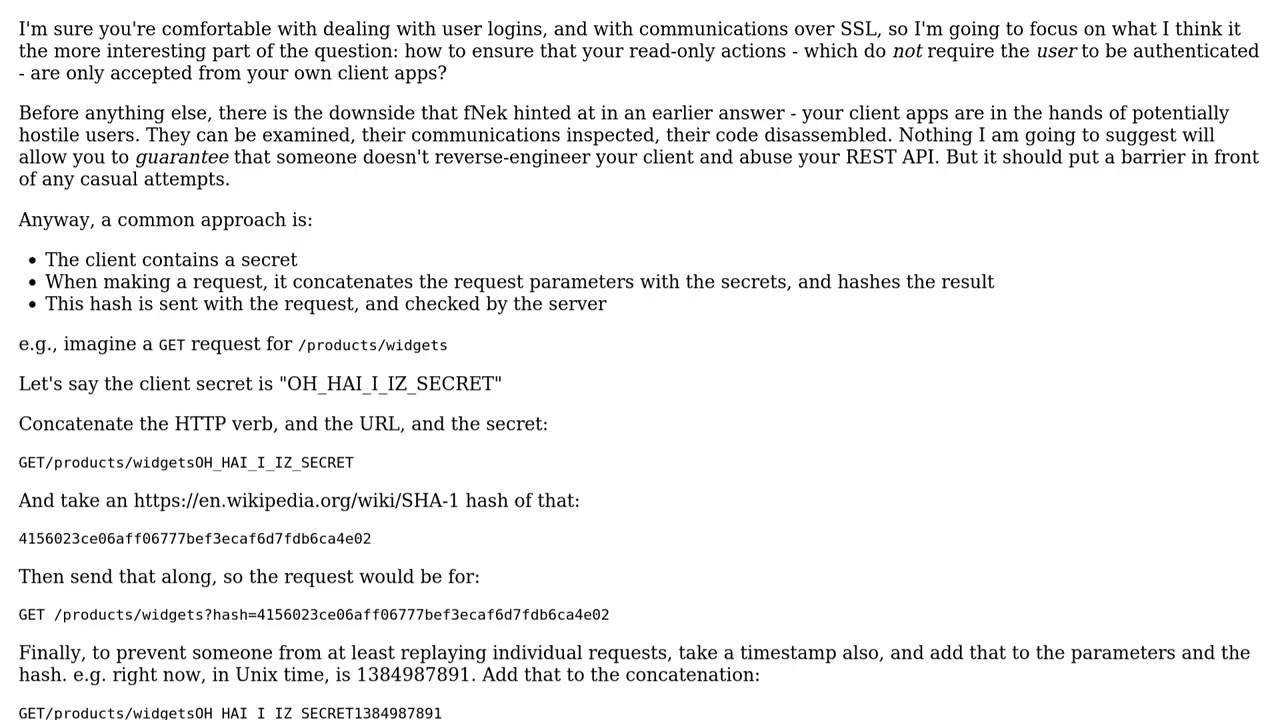 I'm sure you're comfortable with dealing with user logins, and with communications over SSL, so I'm going to focus on what I think it
the more interesting part of the question: how to ensure that your read-only actions - which do not require the user to be authenticated
- are only accepted from your own client apps?
Before anything else, there is the downside that fNek hinted at in an earlier answer - your client apps are in the hands of potentially
hostile users. They can be examined, their communications inspected, their code disassembled. Nothing I am going to suggest will
allow you to guarantee that someone doesn't reverse-engineer your client and abuse your REST API. But it should put a barrier in front
of any casual attempts.
Anyway, a common approach is:
• The client contains a secret
• When making a request, it concatenates the request parameters with the secrets, and hashes the result
• This hash is sent with the request, and checked by the server
e.g., imagine a GET request for /products/widgets
Let's say the client secret is "OH_HAI_I_IZ_SECRET"
Concatenate the HTTP verb, and the URL, and the secret:
GET/products/widgetsOH_HAI_I_IZ_SECRET
And take an https://en.wikipedia.org/wiki/SHA-1 hash of that:
4156023ce06aff06777bef3ecaf6d7fdb6ca4e02
Then send that along, so the request would be for:
GET /products/widgets?hash=4156023ce06aff06777bef3ecaf6d7fdb6ca4e02
Finally, to prevent someone from at least replaying individual requests, take a timestamp also, and add that to the parameters and the
hash. e.g. right now, in Unix time, is 1384987891. Add that to the concatenation:
GET/products/widgetsOH_HAI_I_IZ_SECRET1384987891